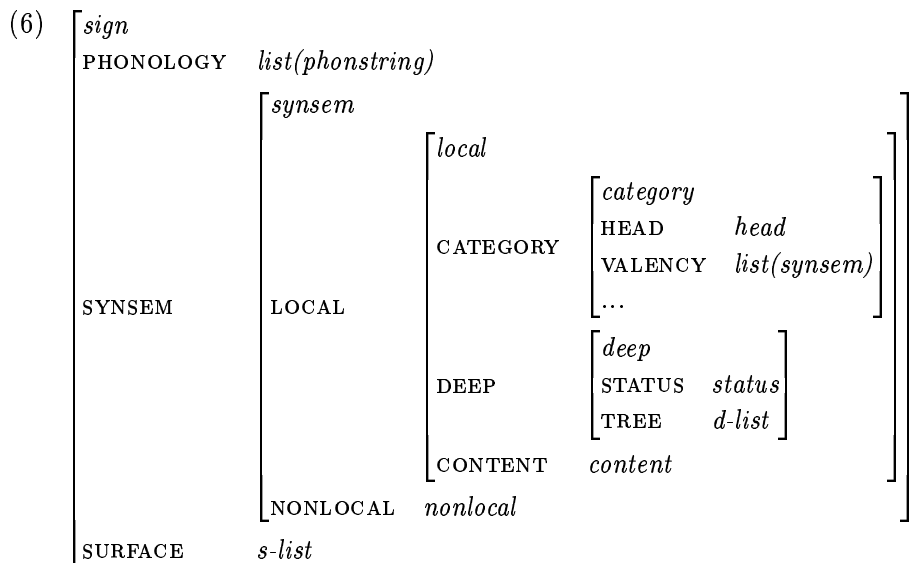 (6) sign
PHONOLOGY list(phonstring)
synsem
local
category
HEAD head
CATEGORY
VALENCY list(synsem)
...
SYNSEM LOCAL
deep
DEEP STATUS status
TREE d-list
CONTENT content
NONLOCAL nonlocal
SURFACE s-list